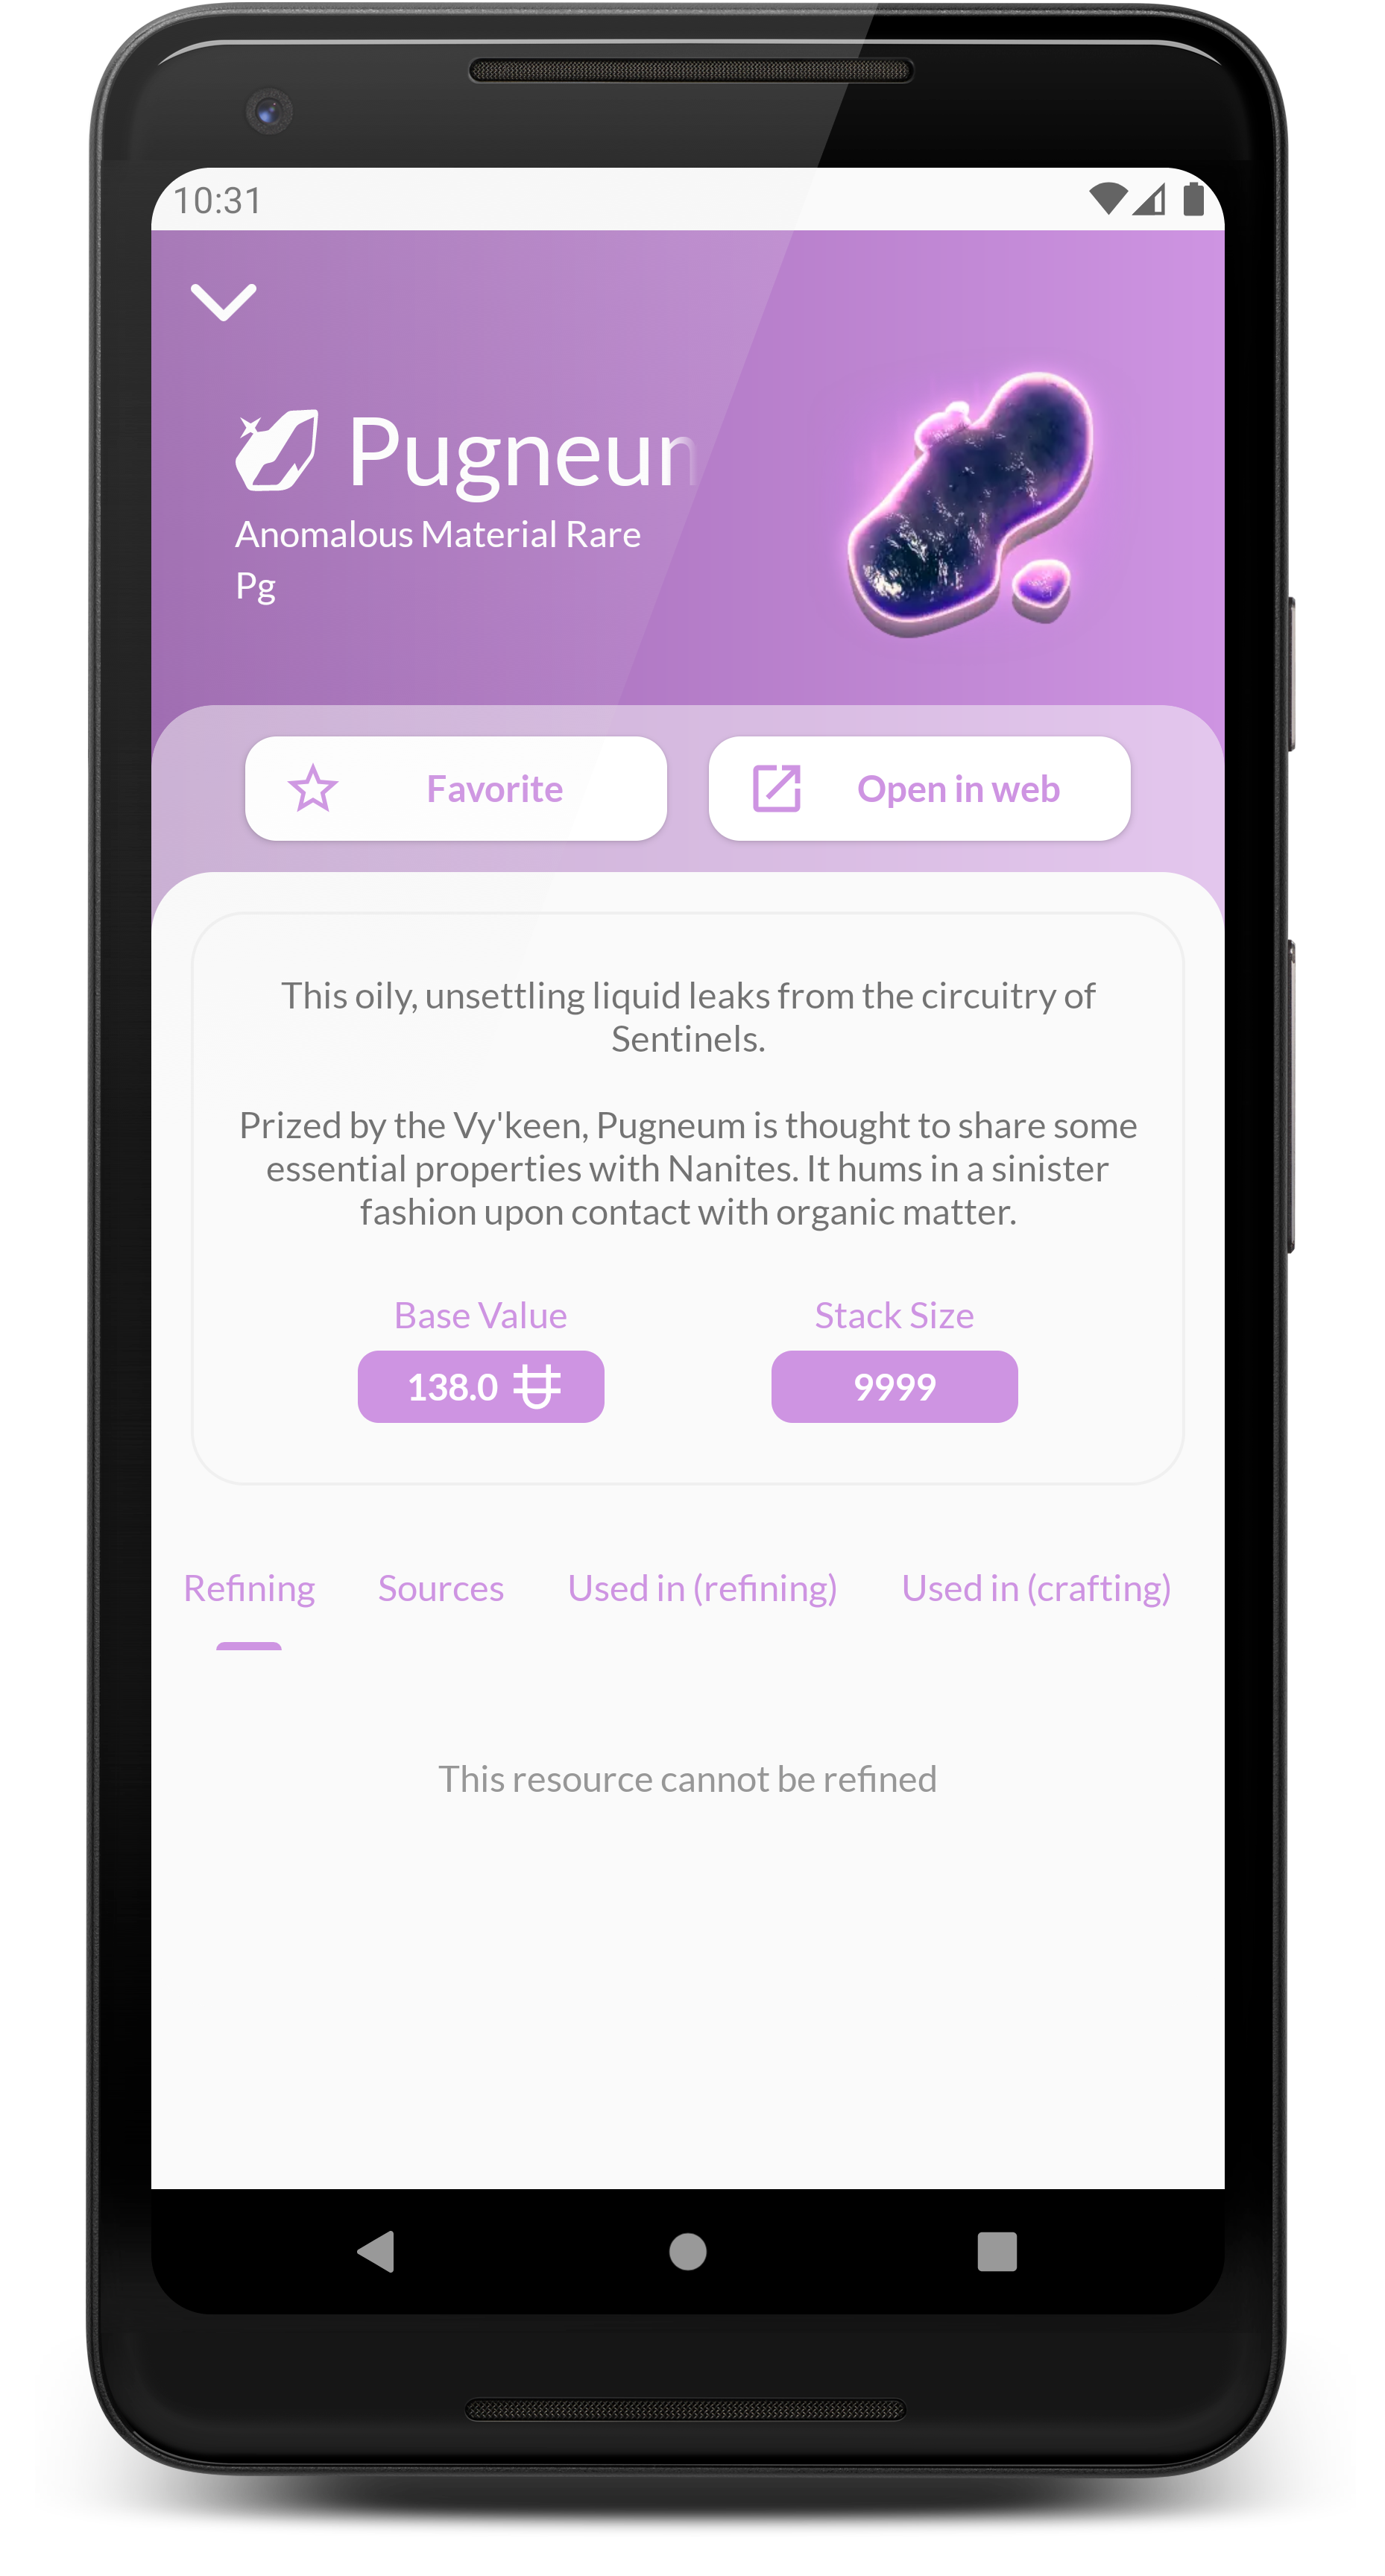 10:31
Pugneum
Anomalous Material Rare
Pg
Favorite
Open in web
This oily, unsettling liquid leaks from the circuitry of
Sentinels.
Prized by the Vy'keen, Pugneum is thought to share some
essential properties with Nanites. It hums in a sinister
fashion upon contact with organic matter.
Base Value
Stack Size
138.0
9999
Refining
Sources
Used in (refining)
Used in (crafting)
This resource cannot be refined